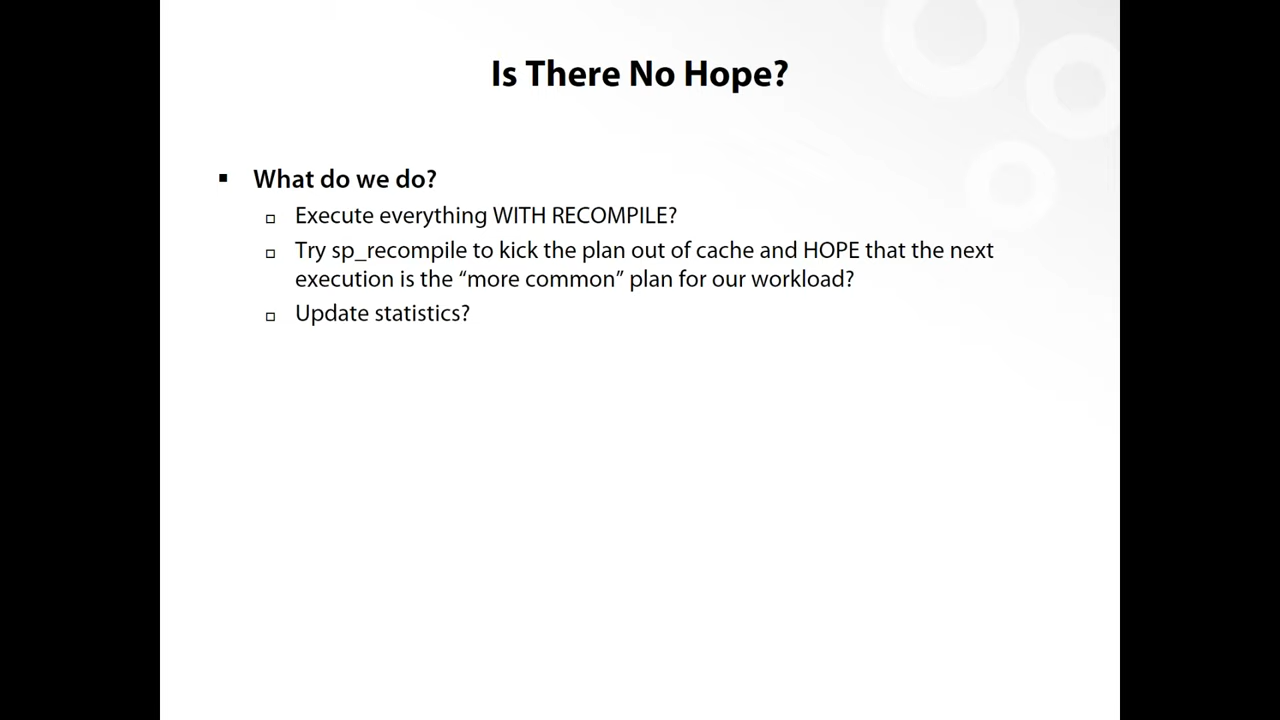 Is There No Hope?
What do we do?
Execute everything WITH RECOMPILE?
Try sp_recompile to kick the plan out of cache and HOPE that the next
execution is the “more common” plan for our workload?
Update statistics?